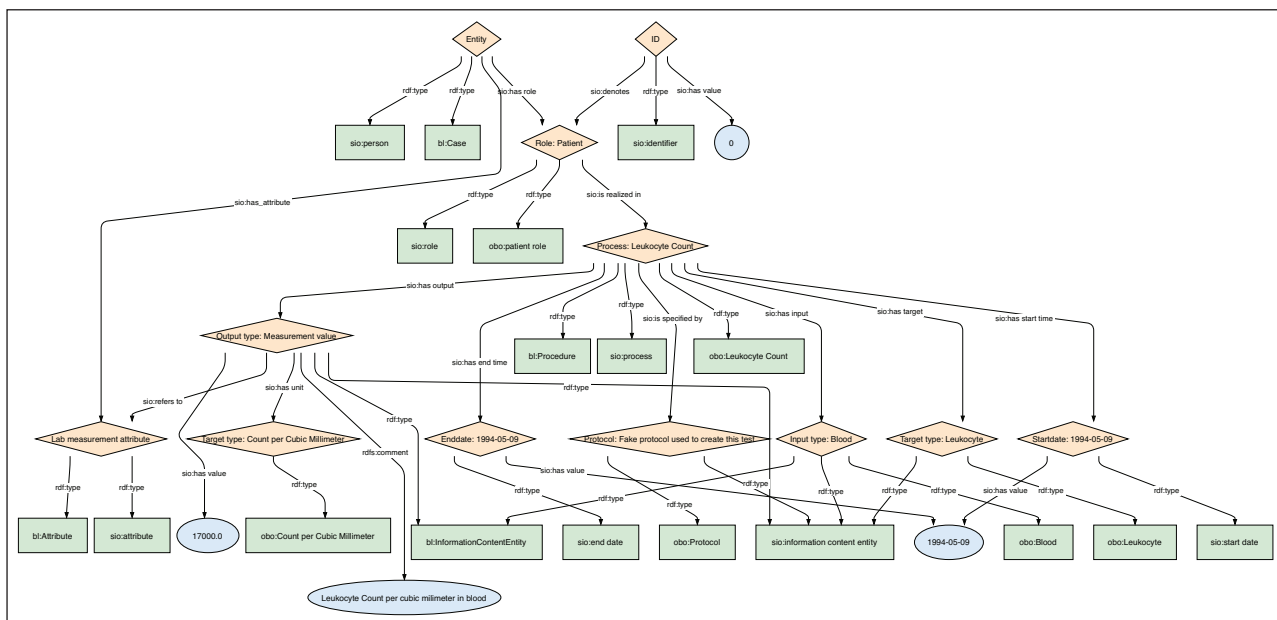 Entity
ID
rdf:type
rdf:type
sio:has role
sio:denotes
rdf:type
sio:has value
sio:person
bl:Case
Role: Patient
sio:identifier
0
sio:has_attribute
rdf:type
rdf:type
sio:is realized in
sio:role
obo:patient role
Process: Leukocyte Count
sio:has output
rdf:type
rdf:type
sio:is specified by
rdf:type
sio:has input
sio:has target
sio:has start time
Output type: Measurement value
bl:Procedure
sio:process
obo:Leukocyte Count
sio:has end time
sio:refers to
sio:has unit
rdf:type
rdf:type
rdfs:comment
Lab measurement attribute
Target type: Count per Cubic Millimeter
Enddate: 1994-05-09
Protocol: Fake protocol used to create this test
Input type: Blood
Target type: Leukocyte
Startdate: 1994-05-09
rdf:type
rdf:type
sio:has value
rdf:type
rdf:type
sio:has value
rdf:type
rdf:type
rdf:type
rdf:type
rdf:type
rdf:type
rdf:type
sio:has value
rdf:type
bl:Attribute
sio:attribute
17000.0
obo:Count per Cubic Millimeter
bl:InformationContentEntity
sio:end date
obo:Protocol
sio:information content entity
1994-05-09
obo:Blood
obo:Leukocyte
sio:start date
Leukocyte Count per cubic milimeter in blood